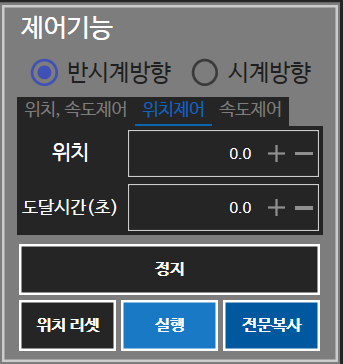 제어기능
반시계방향 시계방향
위치, 속도제어 위치제어 속도제어
위치 0.0 + −
도달시간(초) 0.0 + −
정지
위치 리셋 실행 전문복사